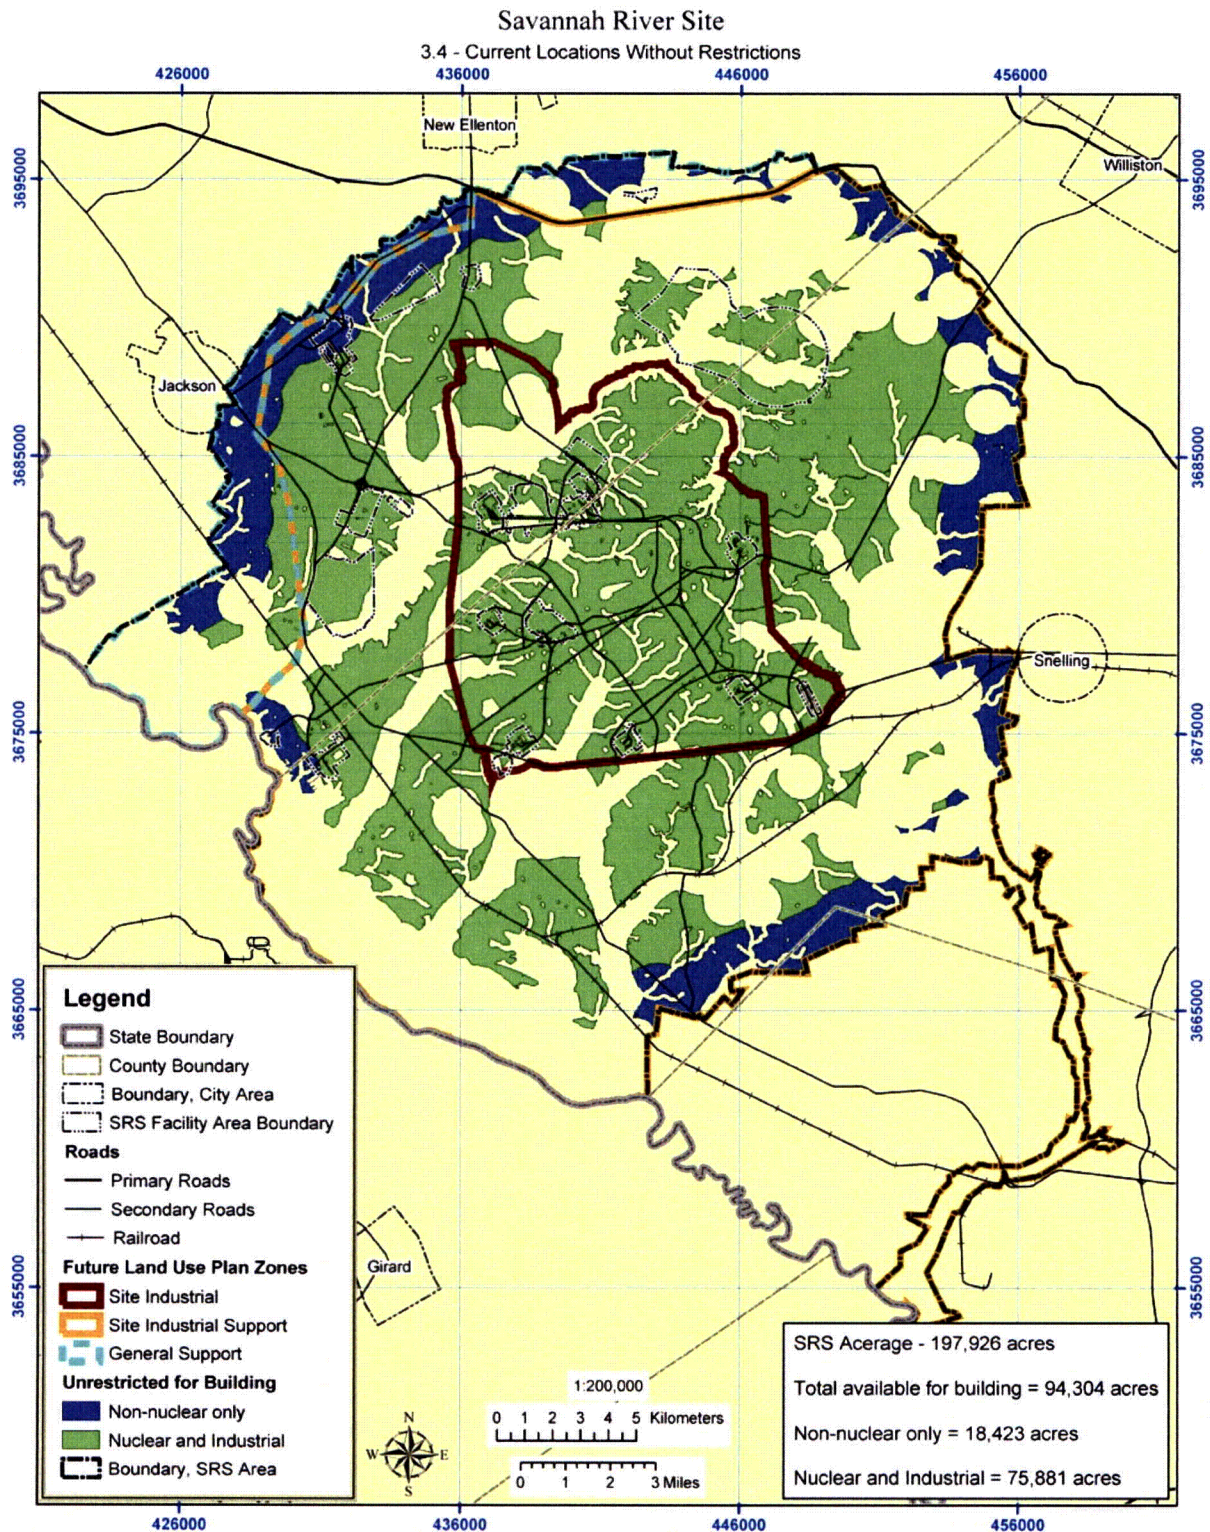 Savannah River Site
3.4 - Current Locations Without Restrictions
426000
436000
446000
456000
3695000
3695000
New Ellenton
Williston
Jackson
3685000
3685000
Snelling
3675000
3675000
3665000
3665000
Legend
State Boundary
County Boundary
Boundary, City Area
SRS Facility Area Boundary
Roads
Primary Roads
Secondary Roads
Railroad
Future Land Use Plan Zones
Site Industrial
Site Industrial Support
General Support
Unrestricted for Building
Non-nuclear only
Nuclear and Industrial
Boundary, SRS Area
Girard
3655000
3655000
1:200,000
0 1 2 3 4 5 Kilometers
0 1 2 3 Miles
N
W E
S
SRS Acerage - 197,926 acres
Total available for building = 94,304 acres
Non-nuclear only = 18,423 acres
Nuclear and Industrial = 75,881 acres
426000
436000
446000
456000